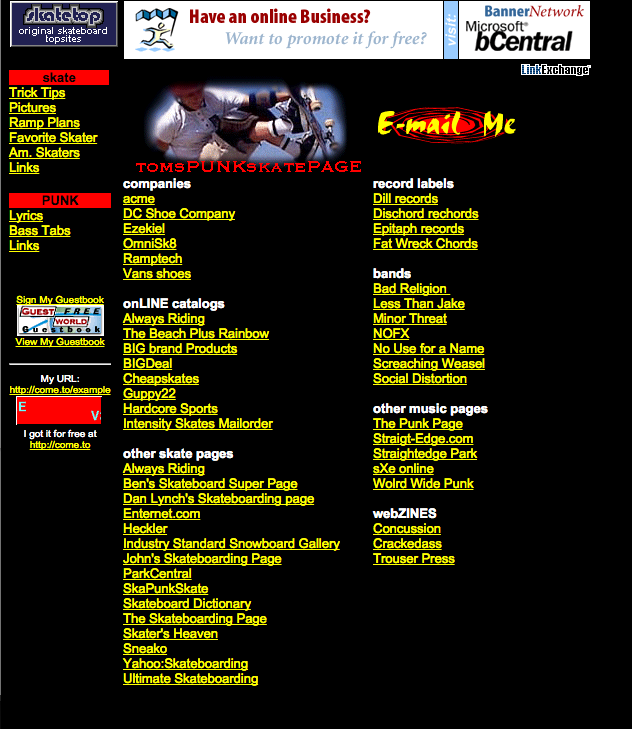 skatetop
original skateboard
topsites
Have an online Business?
Want to promote it for free?
visit:
BannerNetwork
Microsoft®
bCentral
LinkExchange
skate
Trick Tips
Pictures
Ramp Plans
Favorite Skater
Am. Skaters
Links
PUNK
Lyrics
Bass Tabs
Links
Sign My Guestbook
GUEST FREE
WORLD
Guestbook
View My Guestbook
My URL:
http://come.to/example
E
V
I got it for free at
http://come.to
tomsPUNKskatePAGE
E-mail Me
companies
acme
DC Shoe Company
Ezekiel
OmniSk8
Ramptech
Vans shoes
onLINE catalogs
Always Riding
The Beach Plus Rainbow
BIG brand Products
BIGDeal
Cheapskates
Guppy22
Hardcore Sports
Intensity Skates Mailorder
other skate pages
Always Riding
Ben's Skateboard Super Page
Dan Lynch's Skateboarding page
Enternet.com
Heckler
Industry Standard Snowboard Gallery
John's Skateboarding Page
ParkCentral
SkaPunkSkate
Skateboard Dictionary
The Skateboarding Page
Skater's Heaven
Sneako
Yahoo:Skateboarding
Ultimate Skateboarding
record labels
Dill records
Dischord rechords
Epitaph records
Fat Wreck Chords
bands
Bad Religion
Less Than Jake
Minor Threat
NOFX
No Use for a Name
Screaching Weasel
Social Distortion
other music pages
The Punk Page
Straigt-Edge.com
Straightedge Park
sXe online
Wolrd Wide Punk
webZINES
Concussion
Crackedass
Trouser Press